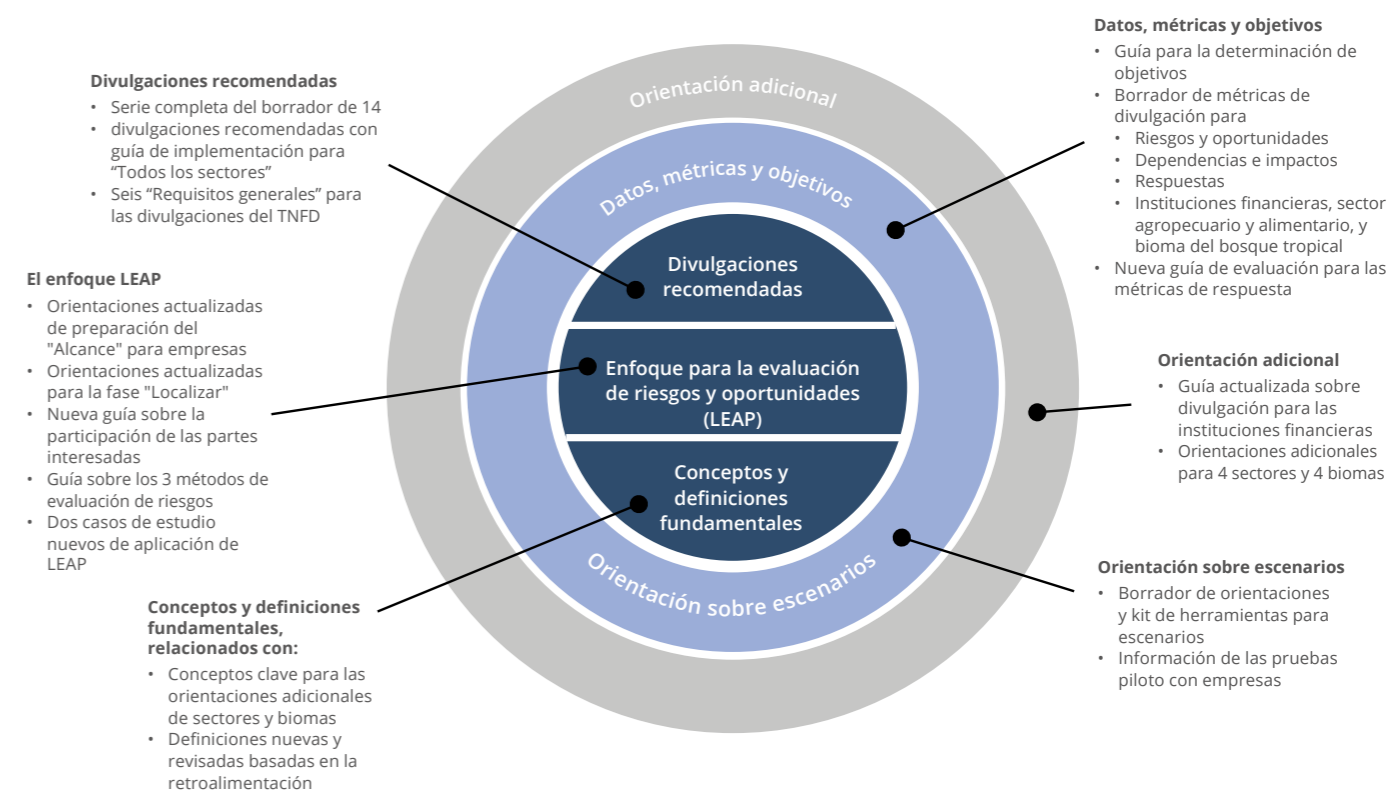 Divulgaciones recomendadas
• Serie completa del borrador de 14
• divulgaciones recomendadas con
guía de implementación para
“Todos los sectores”
• Seis “Requisitos generales” para
las divulgaciones del TNFD
El enfoque LEAP
• Orientaciones actualizadas
de preparación del
"Alcance" para empresas
• Orientaciones actualizadas
para la fase "Localizar"
• Nueva guía sobre la
participación de las partes
interesadas
• Guía sobre los 3 métodos de
evaluación de riesgos
• Dos casos de estudio
nuevos de aplicación de
LEAP
Conceptos y definiciones
fundamentales,
relacionados con:
• Conceptos clave para las
orientaciones adicionales
de sectores y biomas
• Definiciones nuevas y
revisadas basadas en la
retroalimentación
Orientación adicional
Datos, métricas y objetivos
Divulgaciones
recomendadas
Enfoque para la evaluación
de riesgos y oportunidades
(LEAP)
Conceptos y
definiciones
fundamentales
Orientación sobre escenarios
Datos, métricas y objetivos
• Guía para la determinación de
objetivos
• Borrador de métricas de
divulgación para
• Riesgos y oportunidades
• Dependencias e impactos
• Respuestas
• Instituciones financieras, sector
agropecuario y alimentario, y
bioma del bosque tropical
• Nueva guía de evaluación para las
métricas de respuesta
Orientación adicional
• Guía actualizada sobre
divulgación para las
instituciones financieras
• Orientaciones adicionales
para 4 sectores y 4 biomas
Orientación sobre escenarios
• Borrador de orientaciones
y kit de herramientas para
escenarios
• Información de las pruebas
piloto con empresas